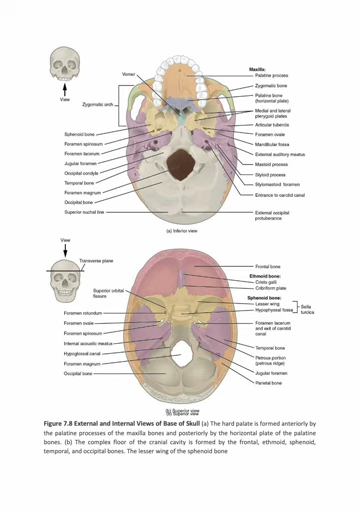 Maxilla:
Vomer
Palatine process
View
Zygomatic arch
Zygomatic bone
Palatine bone
(horizontal plate)
Medial and lateral
pterygoid plates
Articular tubercle
Sphenoid bone
Foramen ovale
Foramen spinosum
Mandibular fossa
Foramen lacerum
External auditory meatus
Jugular foramen
Mastoid process
Occipital condyle
Styloid process
Temporal bone
Stylomastoid foramen
Foramen magnum
Entrance to carotid canal
Occipital bone
Superior nuchal line
External occipital
protuberance
(a) Inferior view
View
Transverse plane
Frontal bone
Ethmoid bone:
Crista galli
Cribriform plate
Superior orbital
fissure
Sphenoid bone:
Lesser wing
Hypophyseal fossa
Sella
turcica
Foramen rotundum
Foramen ovale
Foramen lacerum
and exit of carotid
canal
Foramen spinosum
Internal acoustic meatus
Temporal bone
Hypoglossal canal
Petrous portion
(petrous ridge)
Foramen magnum
Jugular foramen
Occipital bone
Parietal bone
(b) Superior view
(b) Superior view
Figure 7.8 External and Internal Views of Base of Skull (a) The hard palate is formed anteriorly by
the palatine processes of the maxilla bones and posteriorly by the horizontal plate of the palatine
bones. (b) The complex floor of the cranial cavity is formed by the frontal, ethmoid, sphenoid,
temporal, and occipital bones. The lesser wing of the sphenoid bone